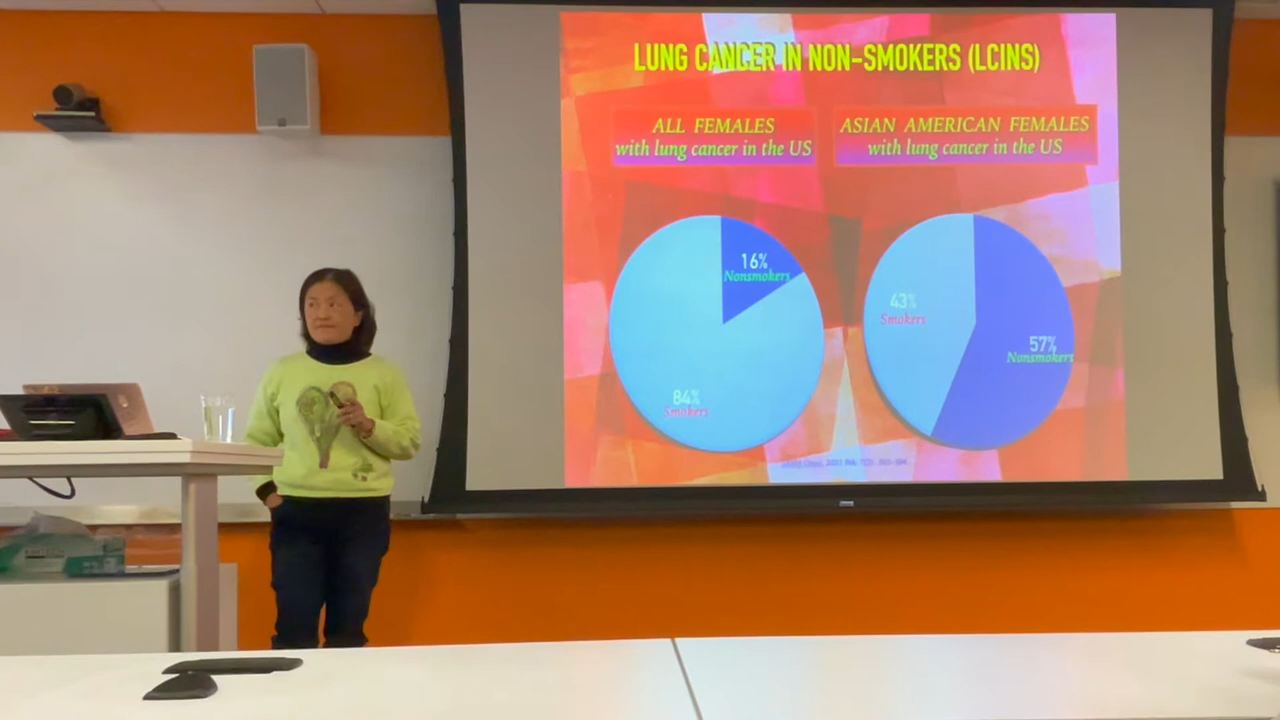 LUNG CANCER IN NON-SMOKERS (LCINS)
ALL FEMALES
with lung cancer in the US
ASIAN AMERICAN FEMALES
with lung cancer in the US
16%
Nonsmokers
84%
Smokers
43%
Smokers
57%
Nonsmokers